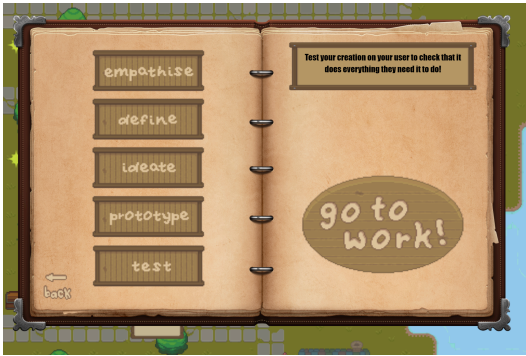 empathise
define
ideate
prototype
test
back
Test your creation on your user to check that it
does everything they need it to do!
go to
work!